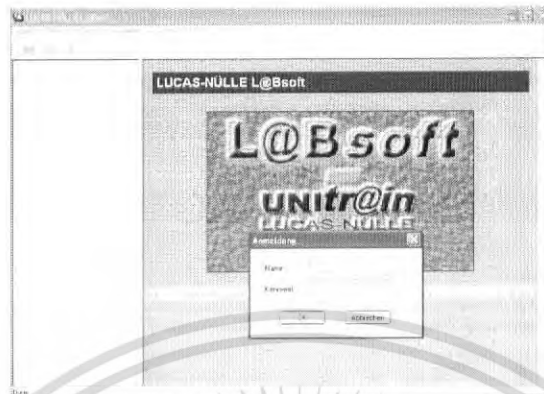 LUCAS-NÜLLE L@Bsoft
L@Bsoft
UNItr@in
LUCAS-NÜLLE
Anmeldung
Name
Kennwort
Abbrechen